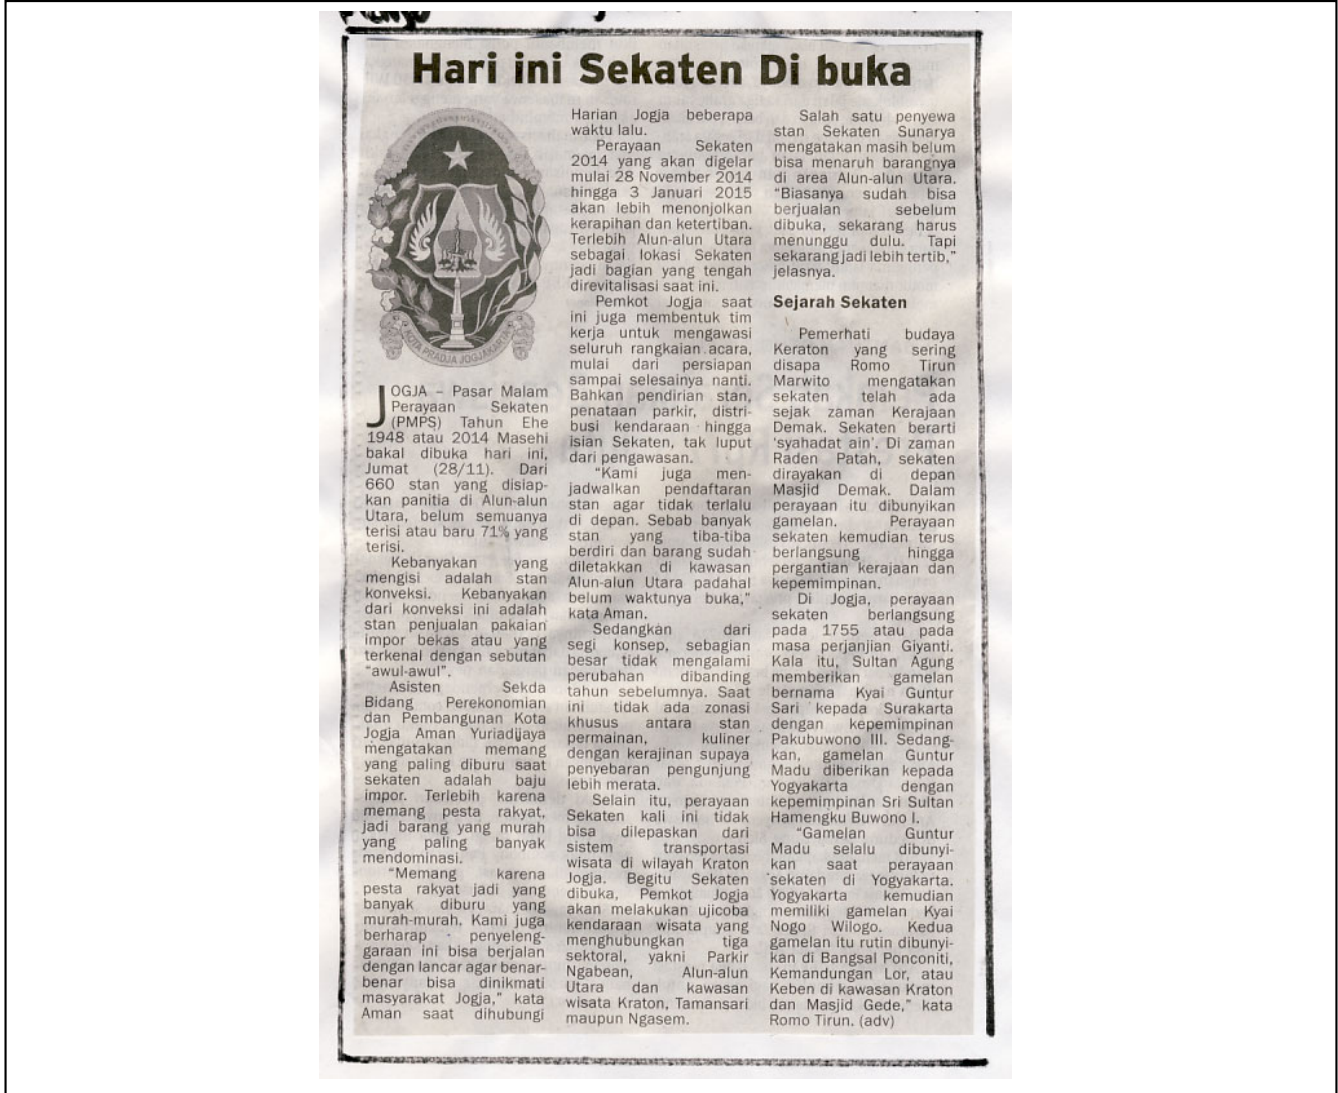 Hari ini Sekaten Di buka
KOTA PRADJA JOGJAKARTA
JOGJA – Pasar Malam
Perayaan Sekaten
(PMPS) Tahun Ehe
1948 atau 2014 Masehi
bakal dibuka hari ini,
Jumat (28/11). Dari
660 stan yang disiap-
kan panitia di Alun-alun
Utara, belum semuanya
terisi atau baru 71% yang
terisi.
Kebanyakan yang
mengisi adalah stan
konveksi. Kebanyakan
dari konveksi ini adalah
stan penjualan pakaian
impor bekas atau yang
terkenal dengan sebutan
“awul-awul”.
Asisten Sekda
Bidang Perekonomian
dan Pembangunan Kota
Jogja Aman Yuriadijaya
mengatakan memang
yang paling diburu saat
sekaten adalah baju
impor. Terlebih karena
memang pesta rakyat,
jadi barang yang murah
yang paling banyak
mendominasi.
“Memang karena
pesta rakyat jadi yang
banyak diburu yang
murah-murah. Kami juga
berharap penyeleng-
garaan ini bisa berjalan
dengan lancar agar benar-
benar bisa dinikmati
masyarakat Jogja,” kata
Aman saat dihubungi
Harian Jogja beberapa
waktu lalu.
Perayaan Sekaten
2014 yang akan digelar
mulai 28 November 2014
hingga 3 Januari 2015
akan lebih menonjolkan
kerapihan dan ketertiban.
Terlebih Alun-alun Utara
sebagai lokasi Sekaten
jadi bagian yang tengah
direvitalisasi saat ini.
Pemkot Jogja saat
ini juga membentuk tim
kerja untuk mengawasi
seluruh rangkaian acara,
mulai dari persiapan
sampai selesainya nanti.
Bahkan pendirian stan,
penataan parkir, distri-
busi kendaraan hingga
isian Sekaten, tak luput
dari pengawasan.
“Kami juga men-
jadwalkan pendaftaran
stan agar tidak terlalu
di depan. Sebab banyak
stan yang tiba-tiba
berdiri dan barang sudah
diletakkan di kawasan
Alun-alun Utara padahal
belum waktunya buka,”
kata Aman.
Sedangkan dari
segi konsep, sebagian
besar tidak mengalami
perubahan dibanding
tahun sebelumnya. Saat
ini tidak ada zonasi
khusus antara stan
permainan, kuliner
dengan kerajinan supaya
penyebaran pengunjung
lebih merata.
Selain itu, perayaan
Sekaten kali ini tidak
bisa dilepaskan dari
sistem transportasi
wisata di wilayah Kraton
Jogja. Begitu Sekaten
dibuka, Pemkot Jogja
akan melakukan ujicoba
kendaraan wisata yang
menghubungkan tiga
sektoral, yakni Parkir
Ngabean, Alun-alun
Utara dan kawasan
wisata Kraton, Tamansari
maupun Ngasem.
Salah satu penyewa
stan Sekaten Sunarya
mengatakan masih belum
bisa menaruh barangnya
di area Alun-alun Utara.
“Biasanya sudah bisa
berjualan sebelum
dibuka, sekarang harus
menunggu dulu. Tapi
sekarang jadi lebih tertib,”
jelasnya.
Sejarah Sekaten
Pemerhati budaya
Keraton yang sering
disapa Romo Tirun
Marwito mengatakan
sekaten telah ada
sejak zaman Kerajaan
Demak. Sekaten berarti
‘syahadat ain’. Di zaman
Raden Patah, sekaten
dirayakan di depan
Masjid Demak. Dalam
perayaan itu dibunyikan
gamelan. Perayaan
sekaten kemudian terus
berlangsung hingga
pergantian kerajaan dan
kepemimpinan.
Di Jogja, perayaan
sekaten berlangsung
pada 1755 atau pada
masa perjanjian Giyanti.
Kala itu, Sultan Agung
memberikan gamelan
bernama Kyai Guntur
Sari kepada Surakarta
dengan kepemimpinan
Pakubuwono III. Sedang-
kan, gamelan Guntur
Madu diberikan kepada
Yogyakarta dengan
kepemimpinan Sri Sultan
Hamengku Buwono I.
“Gamelan Guntur
Madu selalu dibunyi-
kan saat perayaan
sekaten di Yogyakarta.
Yogyakarta kemudian
memiliki gamelan Kyai
Nogo Wilogo. Kedua
gamelan itu rutin dibunyi-
kan di Bangsal Ponconiti,
Kemandungan Lor, atau
Keben di kawasan Kraton
dan Masjid Gede,” kata
Romo Tirun. (adv)